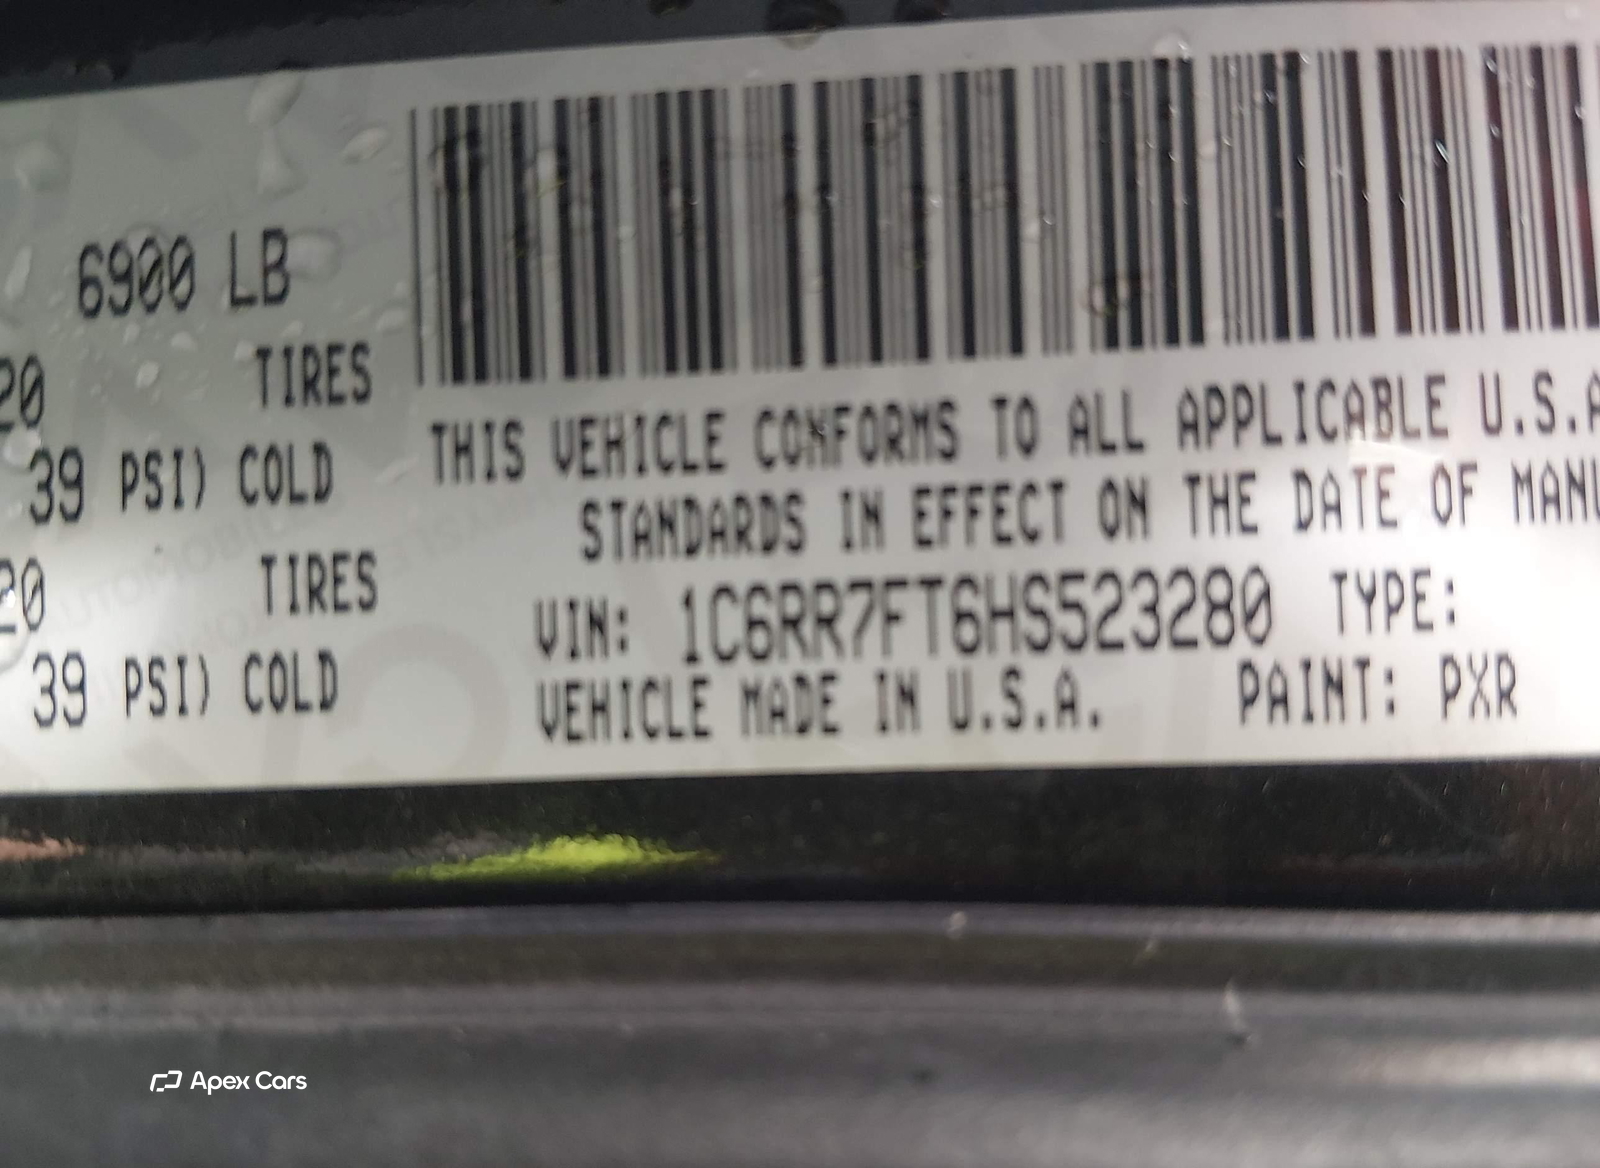 6900 LB
20 TIRES
39 PSI) COLD
20 TIRES
39 PSI) COLD
THIS VEHICLE CONFORMS TO ALL APPLICABLE U.S.A
STANDARDS IN EFFECT ON THE DATE OF MANU
VIN: 1C6RR7FT6HS523280 TYPE:
VEHICLE MADE IN U.S.A. PAINT: PXR
Apex Cars